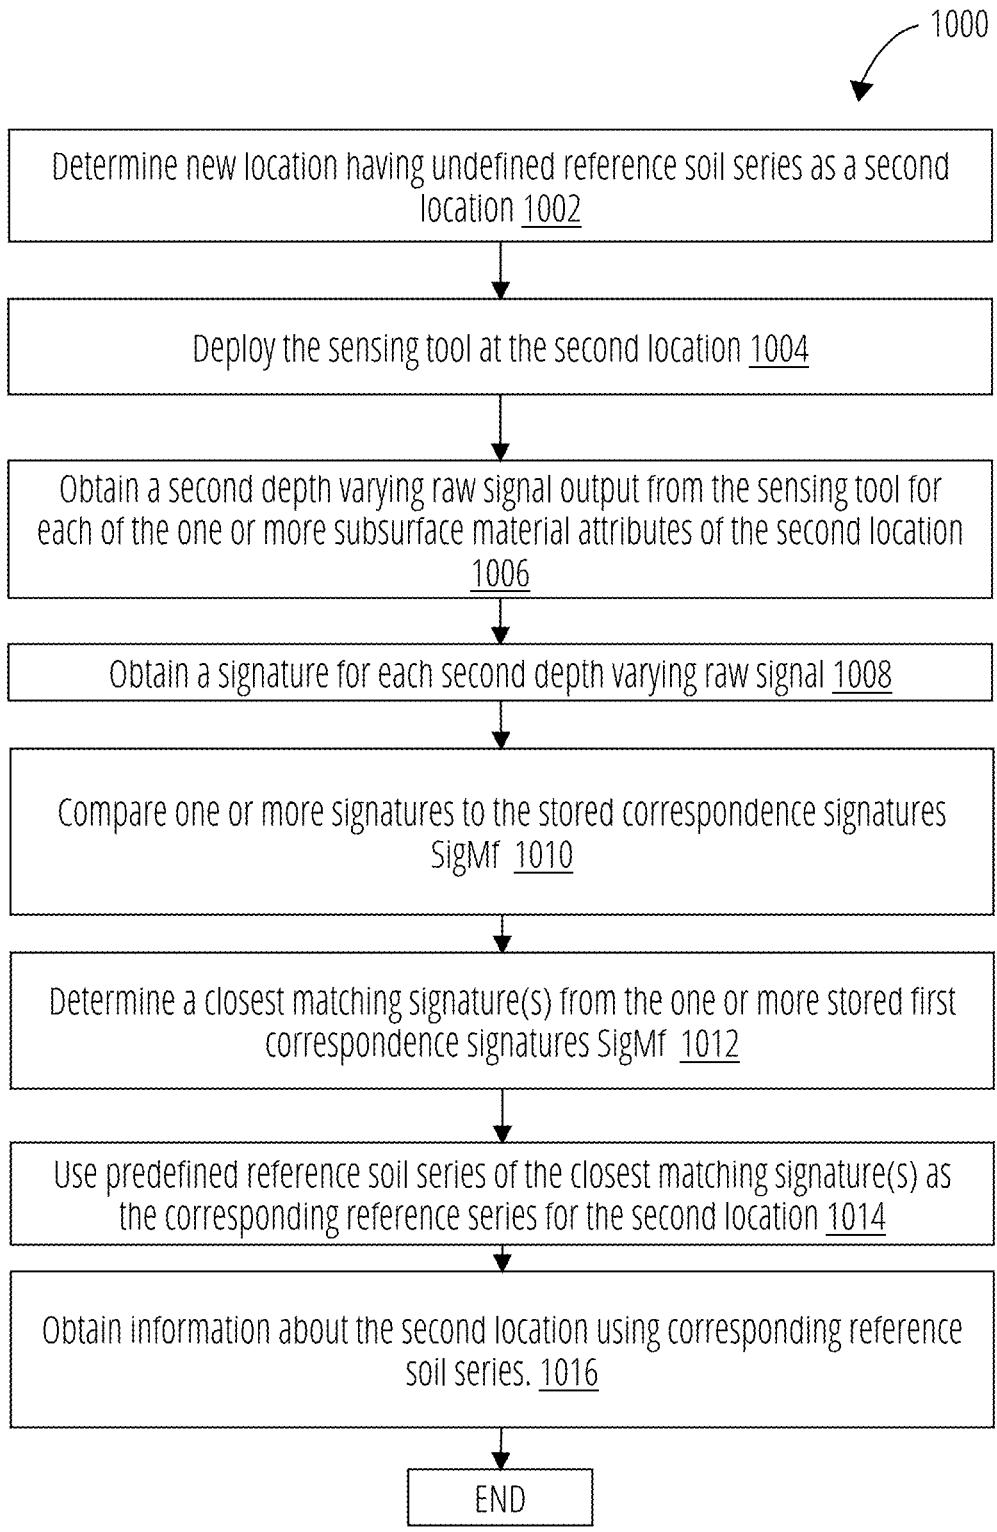 1000
Determine new location having undefined reference soil series as a second
location 1002
Deploy the sensing tool at the second location 1004
Obtain a second depth varying raw signal output from the sensing tool for
each of the one or more subsurface material attributes of the second location
1006
Obtain a signature for each second depth varying raw signal 1008
Compare one or more signatures to the stored correspondence signatures
SigMf 1010
Determine a closest matching signature(s) from the one or more stored first
correspondence signatures SigMf 1012
Use predefined reference soil series of the closest matching signature(s) as
the corresponding reference series for the second location 1014
Obtain information about the second location using corresponding reference
soil series. 1016
END